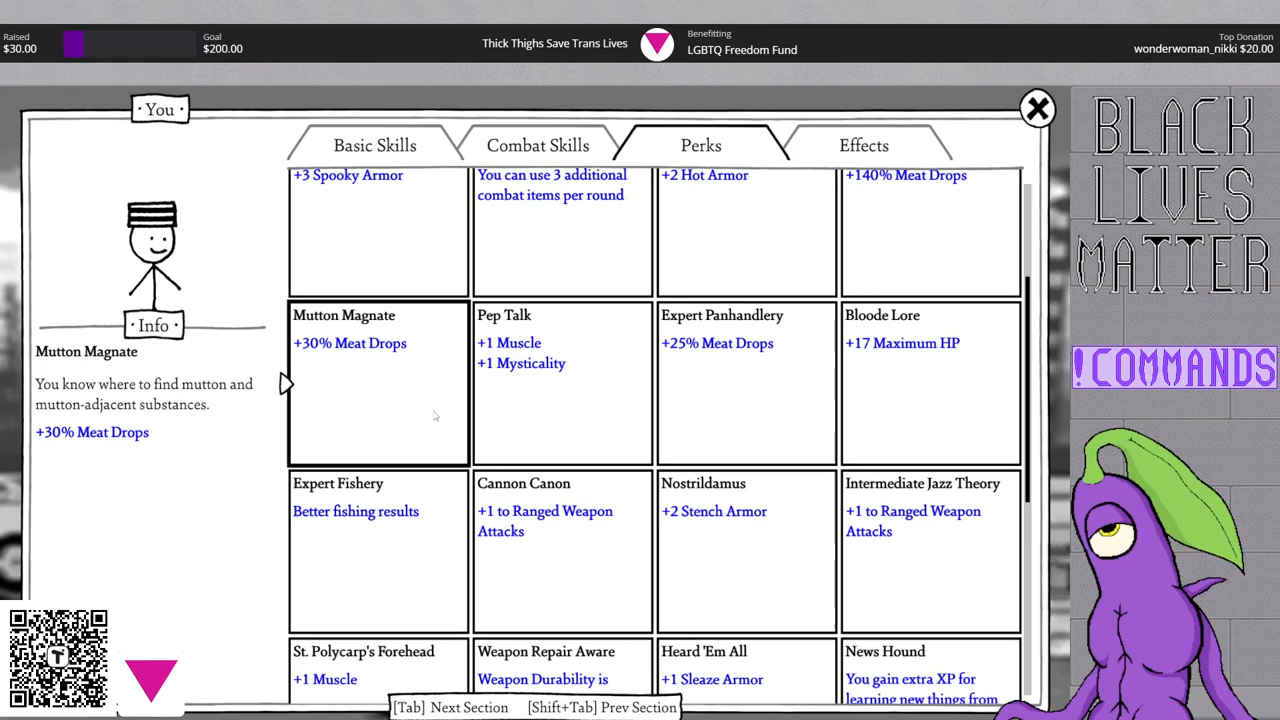 Raised
$30.00
Goal
$200.00
Thick Thighs Save Trans Lives
Benefitting
LGBTQ Freedom Fund
Top Donation
wonderwoman_nikki $20.00
· You ·
Basic Skills
Combat Skills
Perks
Effects
+3 Spooky Armor
You can use 3 additional
combat items per round
+2 Hot Armor
+140% Meat Drops
· Info ·
Mutton Magnate
You know where to find mutton and
mutton-adjacent substances.
+30% Meat Drops
Mutton Magnate
+30% Meat Drops
Pep Talk
+1 Muscle
+1 Mysticality
Expert Panhandlery
+25% Meat Drops
Bloode Lore
+17 Maximum HP
Expert Fishery
Better fishing results
Cannon Canon
+1 to Ranged Weapon
Attacks
Nostrildamus
+2 Stench Armor
Intermediate Jazz Theory
+1 to Ranged Weapon
Attacks
St. Polycarp's Forehead
+1 Muscle
Weapon Repair Aware
Weapon Durability is
Heard 'Em All
+1 Sleaze Armor
News Hound
You gain extra XP for
learning new things from
[Tab] Next Section [Shift+Tab] Prev Section
BLACK
LIVES
MATTER
!COMMANDS